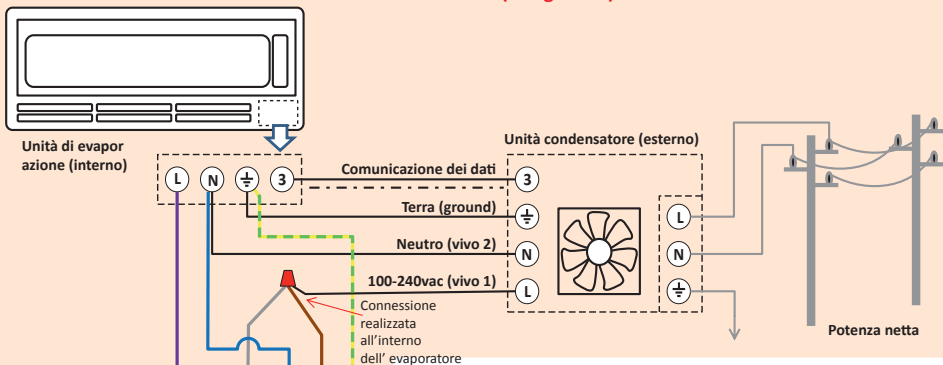 Unità di evapor
azione (interno)
L
N
3
Comunicazione dei dati
Terra (ground)
Neutro (vivo 2)
100-240vac (vivo 1)
Connessione
realizzata
all'interno
dell' evaporatore
Unità condensatore (esterno)
3
N
L
L
N
Potenza netta